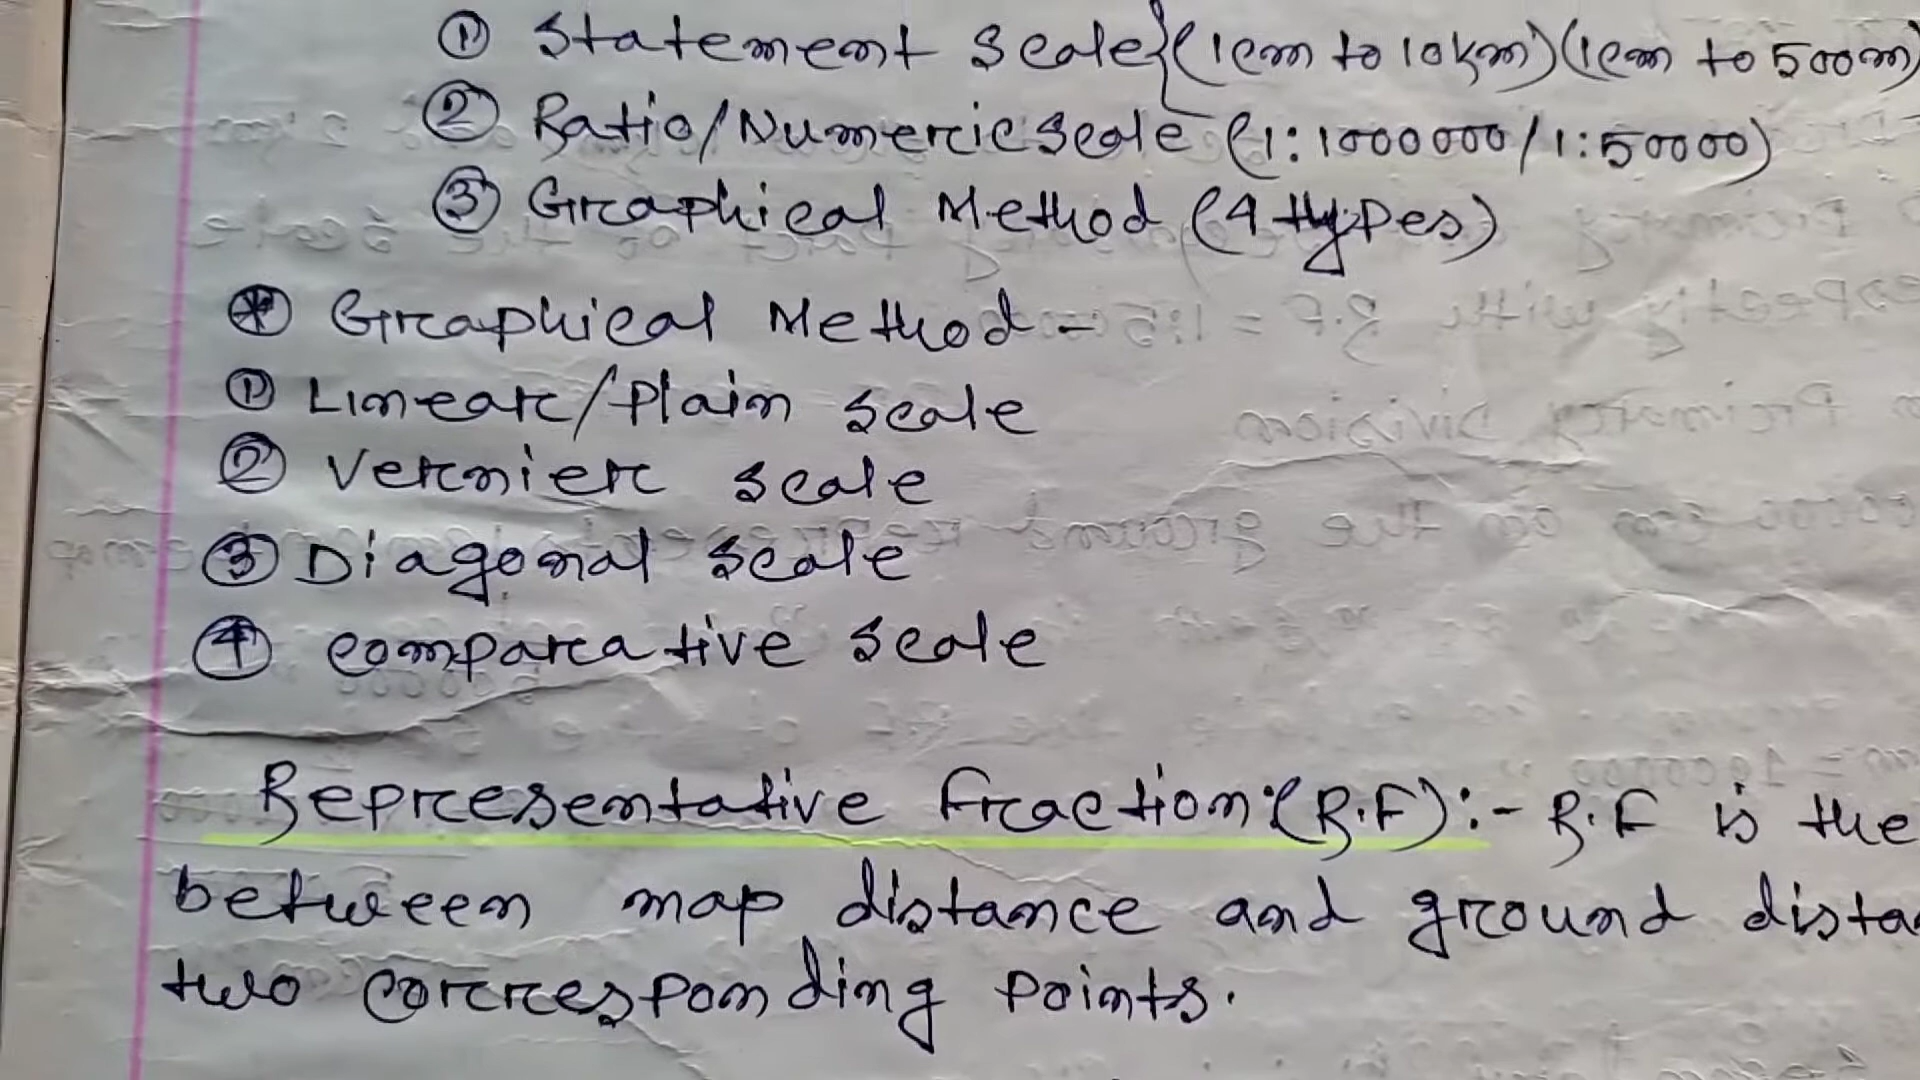 ① Statement Scale {(1cm to 10km) (1cm to 500m)
② Ratio/Numeric Scale (1:1000000/1:50000)
③ Graphical Method (4 types)
* Graphical Method -
① Linear/Plain scale
② Vernier scale
③ Diagonal scale
④ comparative scale
Representative Fraction:(R.F):- R.F is the
between map distance and ground dista
two corresponding points.